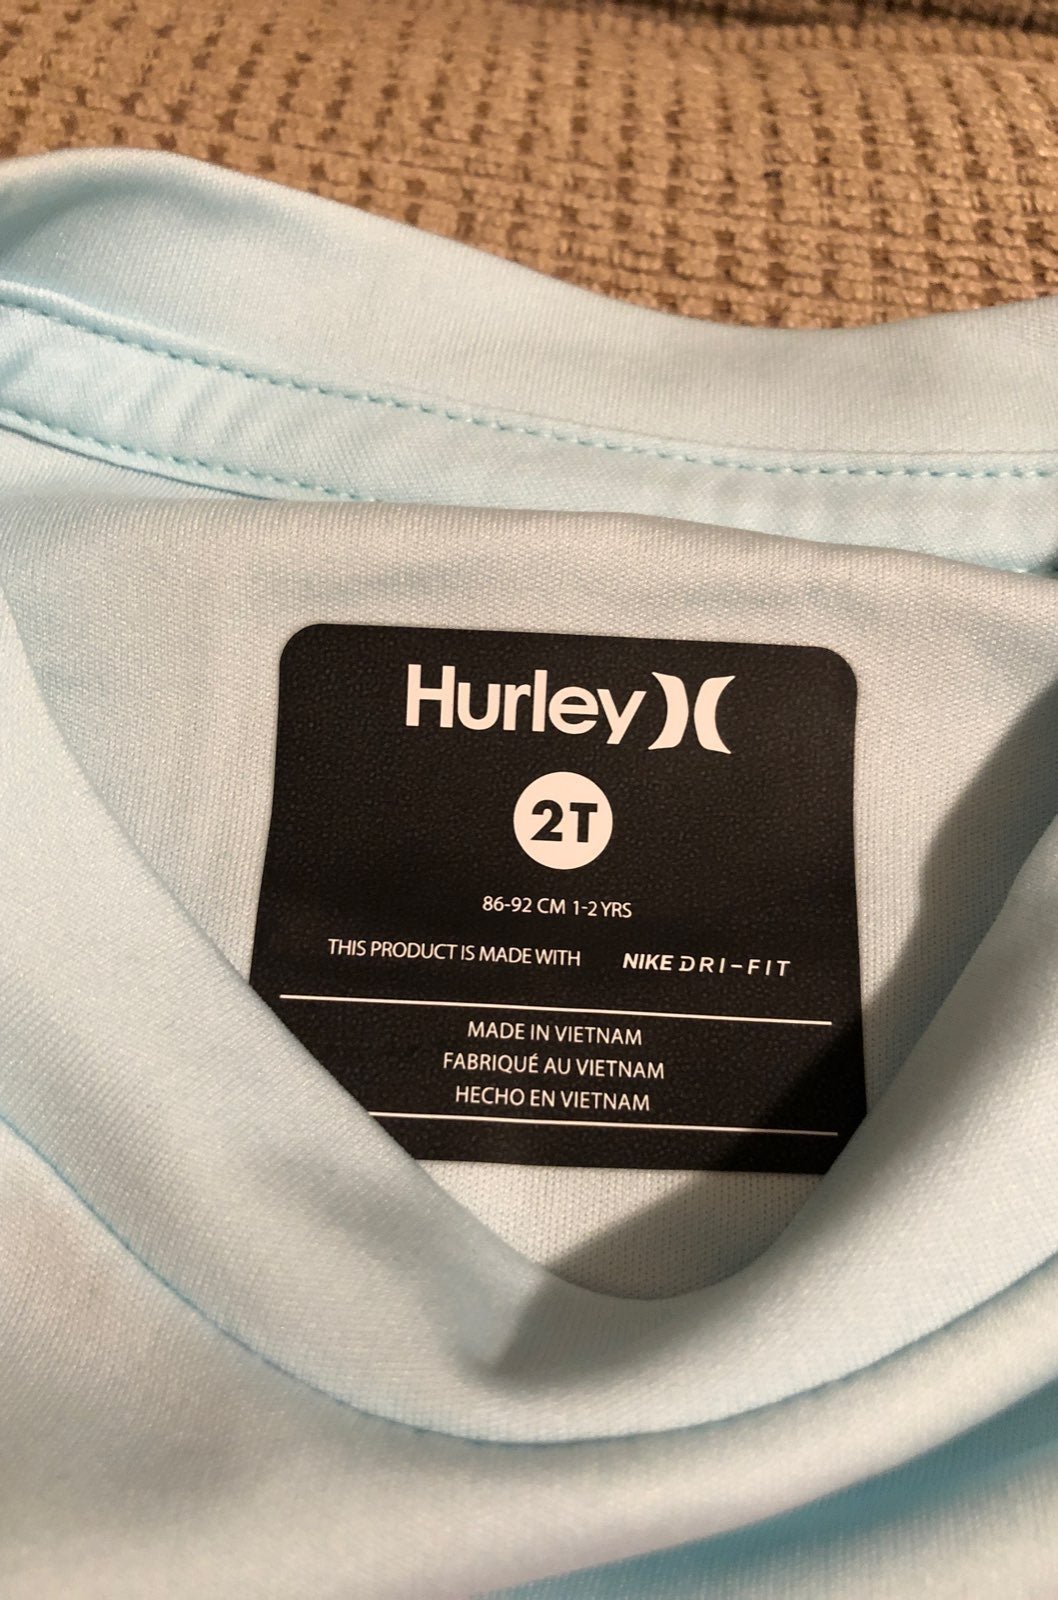 Hurley
2T
86-92 CM 1-2 YRS
THIS PRODUCT IS MADE WITH NIKE DRI-FIT
MADE IN VIETNAM
FABRIQUÉ AU VIETNAM
HECHO EN VIETNAM